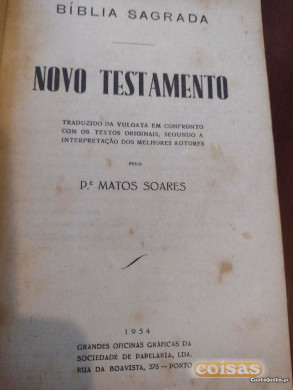 BÍBLIA SAGRADA
NOVO TESTAMENTO
TRADUZIDO DA VULGATA EM CONFRONTO
COM OS TEXTOS ORIGINAIS, SEGUNDO A
INTERPRETAÇÃO DOS MELHORES AUTORES
PELO
P.e MATOS SOARES
1954
GRANDES OFICINAS GRÁFICAS DA
SOCIEDADE DE PAPELARIA, LDA.
RUA DA BOAVISTA, 375 — PORTO
coisas